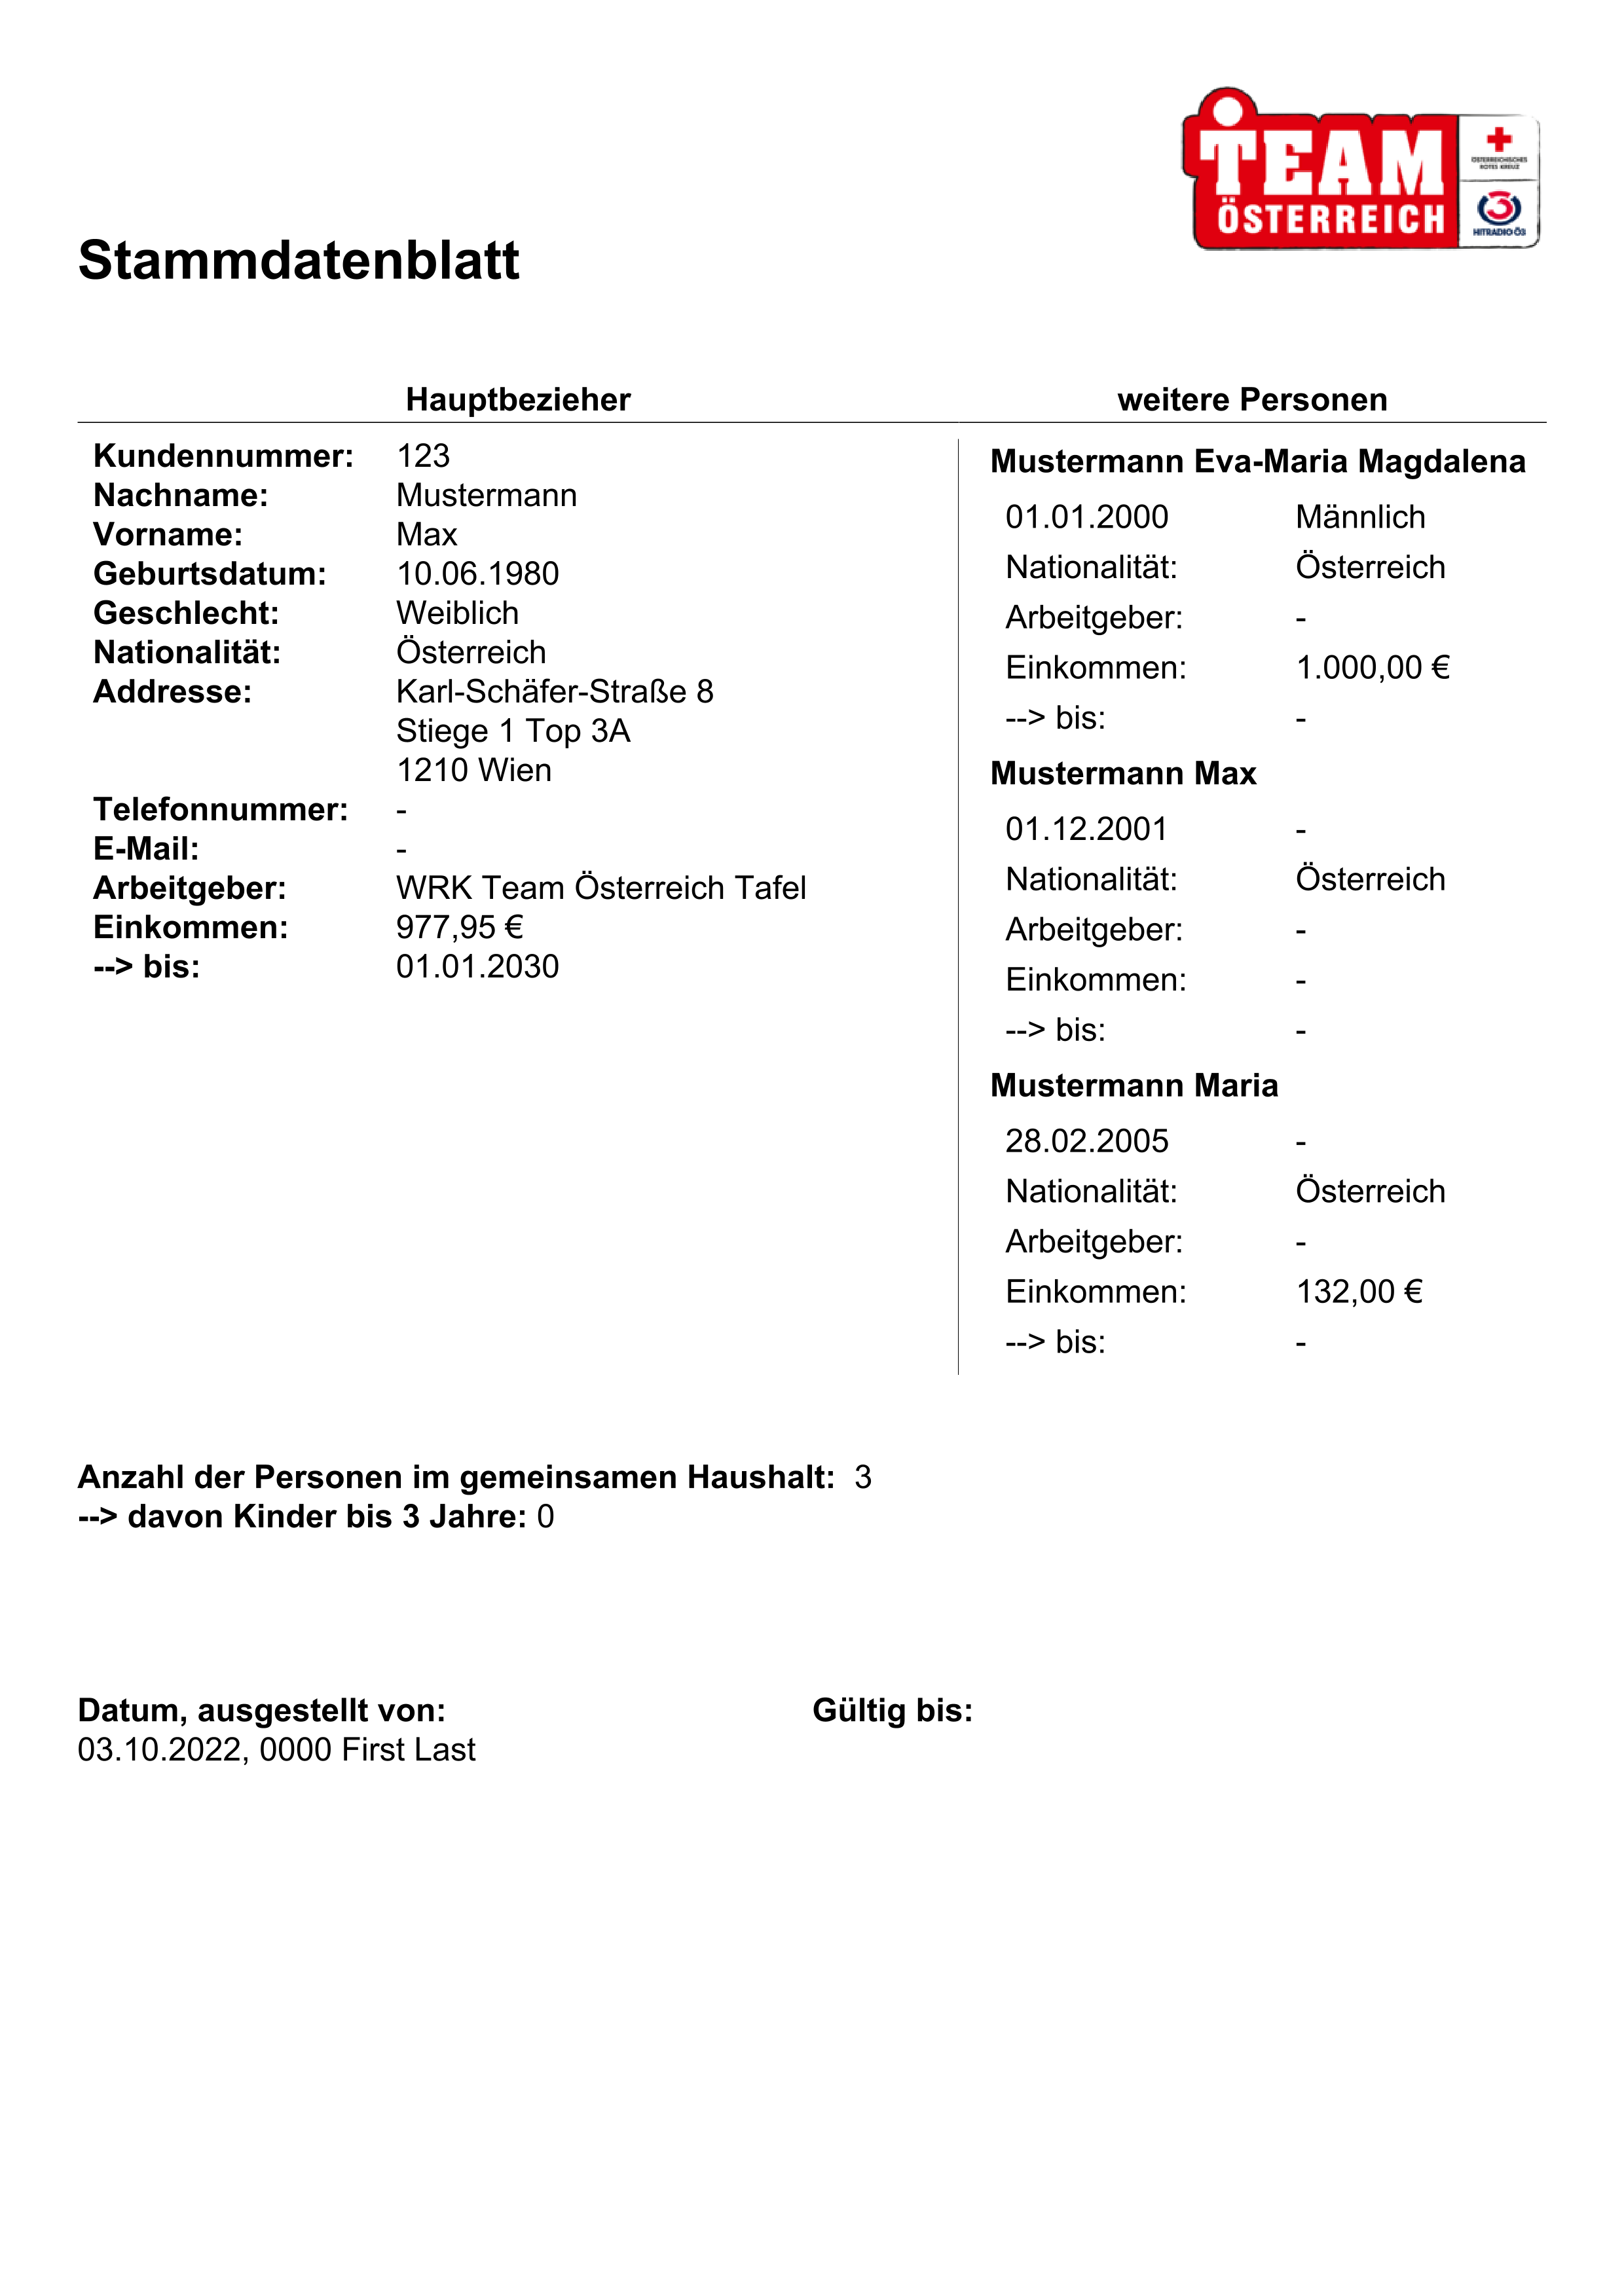 TEAM
ÖSTERREICH
ÖSTERREICHISCHES
ROTES KREUZ
3
HITRADIO Ö3
Stammdatenblatt
Hauptbezieher
Kundennummer: 123
Nachname: Mustermann
Vorname: Max
Geburtsdatum: 10.06.1980
Geschlecht: Weiblich
Nationalität: Österreich
Addresse: Karl-Schäfer-Straße 8
Stiege 1 Top 3A
1210 Wien
Telefonnummer: -
E-Mail: -
Arbeitgeber: WRK Team Österreich Tafel
Einkommen: 977,95 €
--> bis: 01.01.2030
weitere Personen
Mustermann Eva-Maria Magdalena
01.01.2000 Männlich
Nationalität: Österreich
Arbeitgeber: -
Einkommen: 1.000,00 €
--> bis: -
Mustermann Max
01.12.2001 -
Nationalität: Österreich
Arbeitgeber: -
Einkommen: -
--> bis: -
Mustermann Maria
28.02.2005 -
Nationalität: Österreich
Arbeitgeber: -
Einkommen: 132,00 €
--> bis: -
Anzahl der Personen im gemeinsamen Haushalt: 3
--> davon Kinder bis 3 Jahre: 0
Datum, ausgestellt von:
03.10.2022, 0000 First Last
Gültig bis: